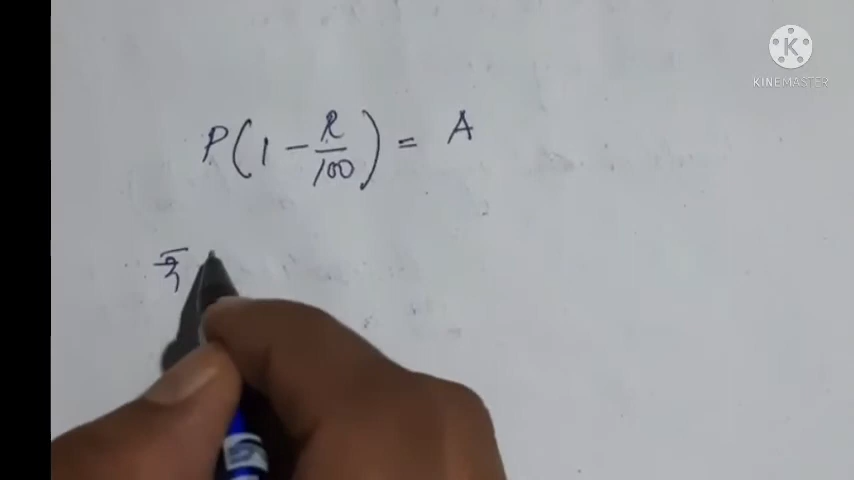 KINEMASTER
P(1 - R/100) = A